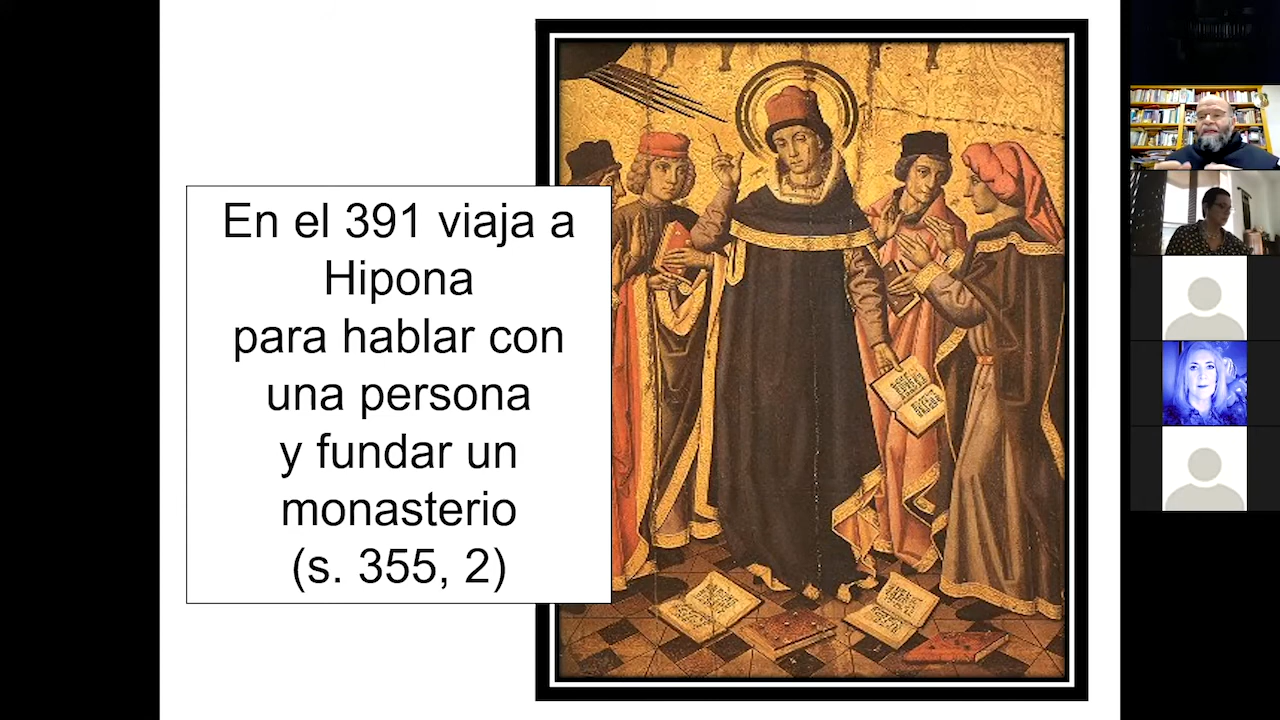 En el 391 viaja a
Hipona
para hablar con
una persona
y fundar un
monasterio
(s. 355, 2)